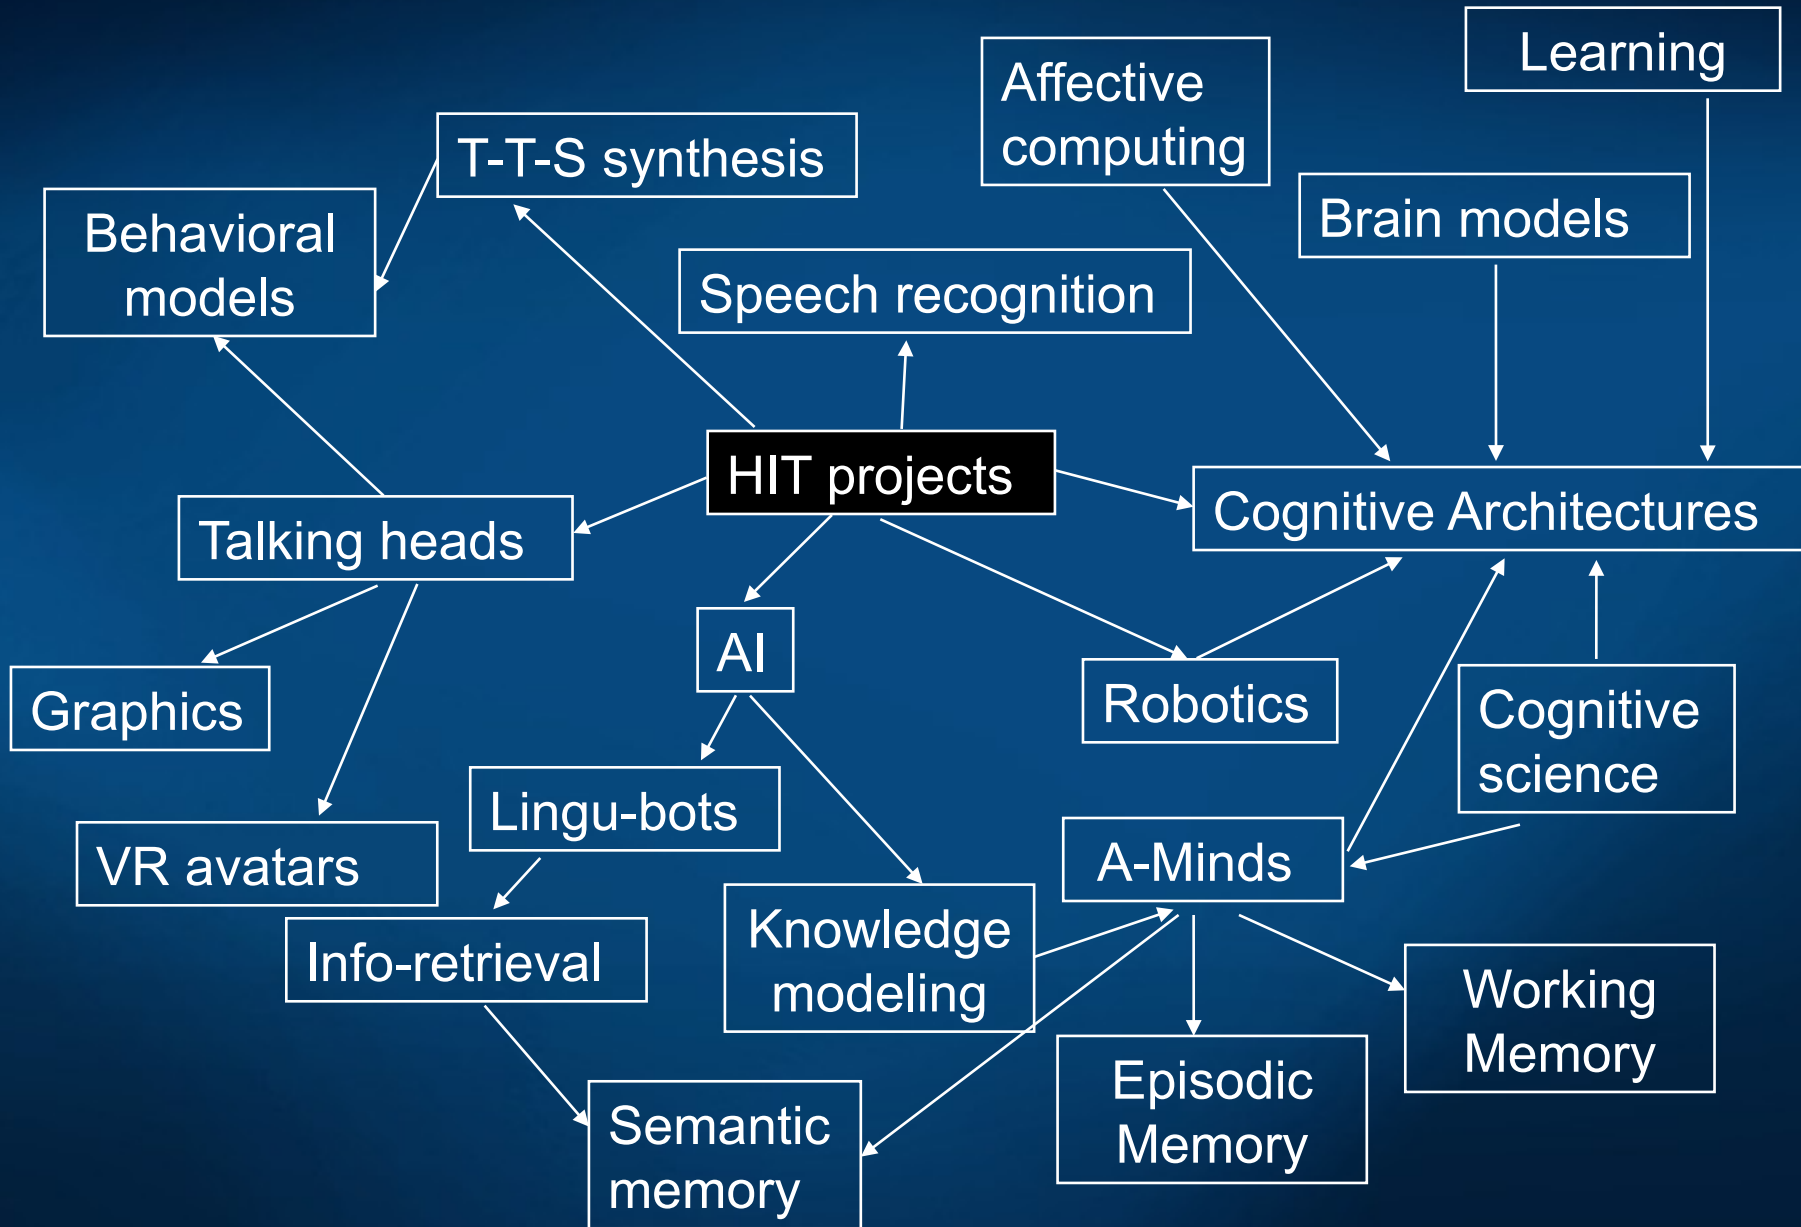 Learning
Affective
computing
T-T-S synthesis
Brain models
Behavioral
models
Speech recognition
HIT projects
Cognitive Architectures
Talking heads
AI
Robotics
Cognitive
science
Graphics
Lingu-bots
VR avatars
A-Minds
Knowledge
modeling
Info-retrieval
Working
Memory
Episodic
Memory
Semantic
memory